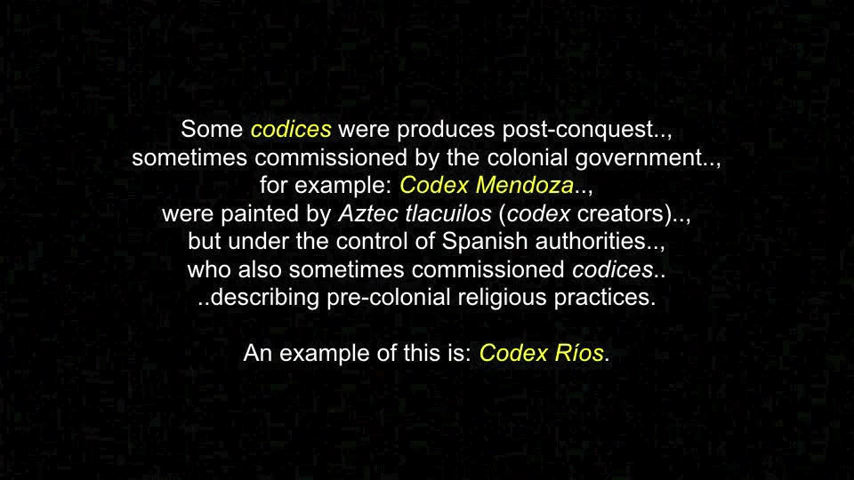 Some codices were produces post-conquest..,
sometimes commissioned by the colonial government..,
for example: Codex Mendoza..,
were painted by Aztec tlacuilos (codex creators)..,
but under the control of Spanish authorities..,
who also sometimes commissioned codices..
..describing pre-colonial religious practices.
An example of this is: Codex Ríos.